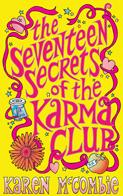 the
SEVENTEEN
SECRETS
of the
KARMA
CLUB
KAREN McCOMBIE